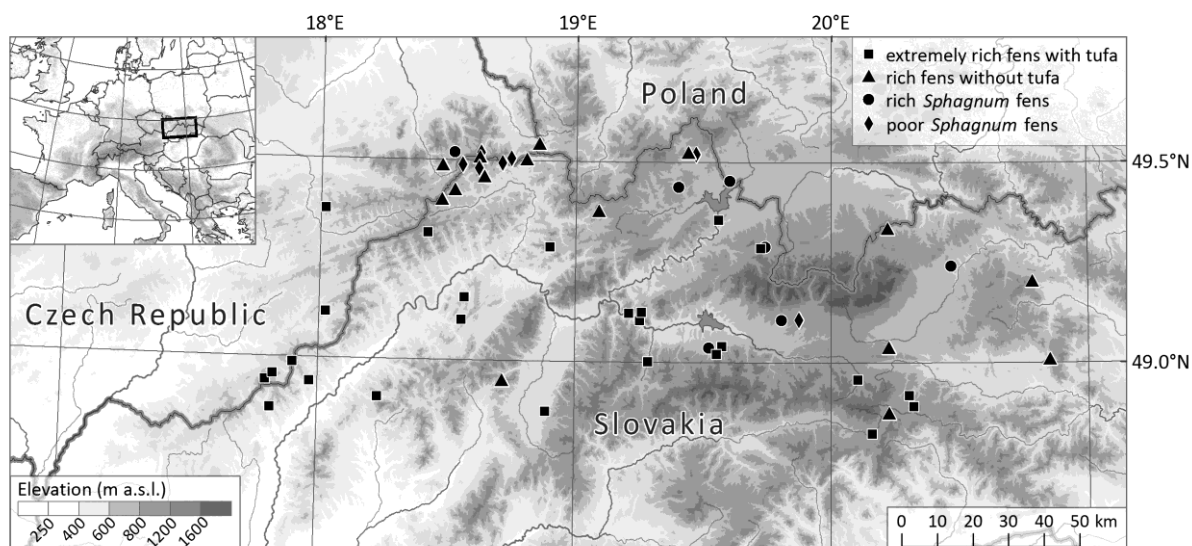 18°E 19°E 20°E
extremely rich fens with tufa
rich fens without tufa
rich Sphagnum fens
poor Sphagnum fens
Poland
49.5°N
Czech Republic
49.0°N
Slovakia
Elevation (m a.s.l.)
250 400 600 800 1200 1600
0 10 20 30 40 50 km